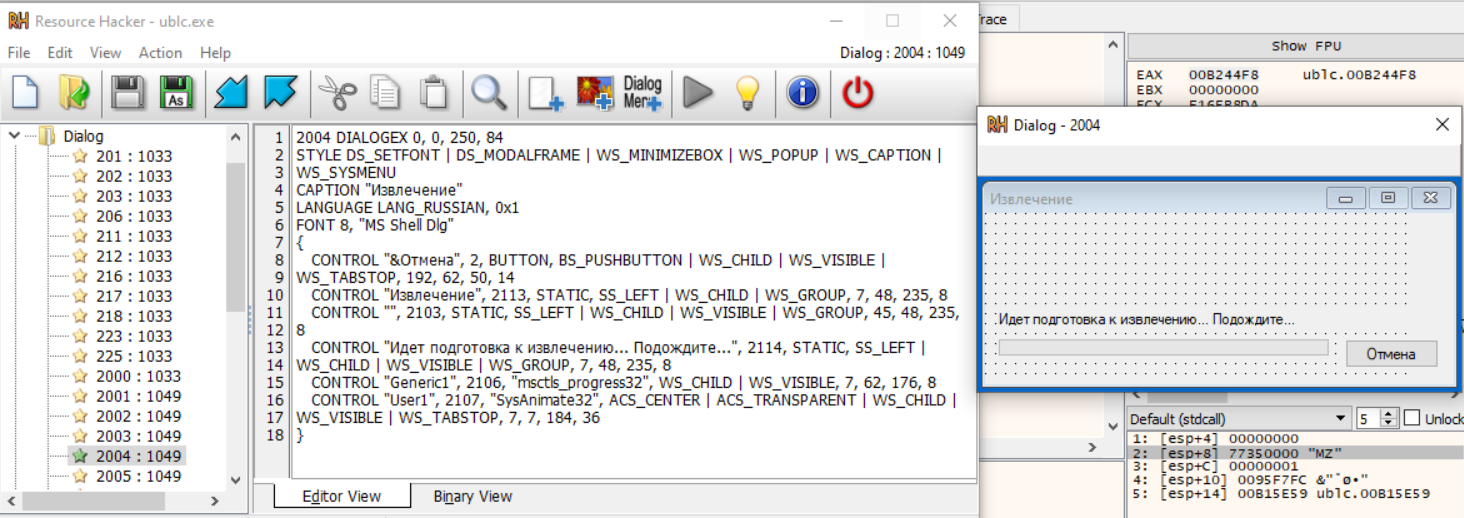 Resource Hacker - ublc.exe
File Edit View Action Help
Dialog : 2004 : 1049
As
Dialog
Menu
Dialog
201 : 1033
202 : 1033
203 : 1033
206 : 1033
211 : 1033
212 : 1033
216 : 1033
217 : 1033
218 : 1033
223 : 1033
225 : 1033
2000 : 1033
2001 : 1049
2002 : 1049
2003 : 1049
2004 : 1049
2005 : 1049
1 2004 DIALOGEX 0, 0, 250, 84
2 STYLE DS_SETFONT | DS_MODALFRAME | WS_MINIMIZEBOX | WS_POPUP | WS_CAPTION |
3 WS_SYSMENU
4 CAPTION "Извлечение"
5 LANGUAGE LANG_RUSSIAN, 0x1
6 FONT 8, "MS Shell Dlg"
7 {
8 CONTROL "&Отмена", 2, BUTTON, BS_PUSHBUTTON | WS_CHILD | WS_VISIBLE |
9 WS_TABSTOP, 192, 62, 50, 14
10 CONTROL "Извлечение", 2113, STATIC, SS_LEFT | WS_CHILD | WS_GROUP, 7, 48, 235, 8
11 CONTROL "", 2103, STATIC, SS_LEFT | WS_CHILD | WS_VISIBLE | WS_GROUP, 45, 48, 235,
12 8
13 CONTROL "Идет подготовка к извлечению... Подождите...", 2114, STATIC, SS_LEFT |
14 WS_CHILD | WS_VISIBLE | WS_GROUP, 7, 48, 235, 8
15 CONTROL "Generic1", 2106, "msctls_progress32", WS_CHILD | WS_VISIBLE, 7, 62, 176, 8
16 CONTROL "User1", 2107, "SysAnimate32", ACS_CENTER | ACS_TRANSPARENT | WS_CHILD |
17 WS_VISIBLE | WS_TABSTOP, 7, 7, 184, 36
18 }
Editor View Binary View
Show FPU
EAX 00B244F8 ublc.00B244F8
EBX 00000000
RH Dialog - 2004
Извлечение
Идет подготовка к извлечению... Подождите...
Отмена
Default (stdcall) 5 Unlock
1: [esp+4] 00000000
2: [esp+8] 77350000 "MZ"
3: [esp+C] 00000001
4: [esp+10] 0095F7FC
5: [esp+14] 00B15E59 ublc.00B15E59